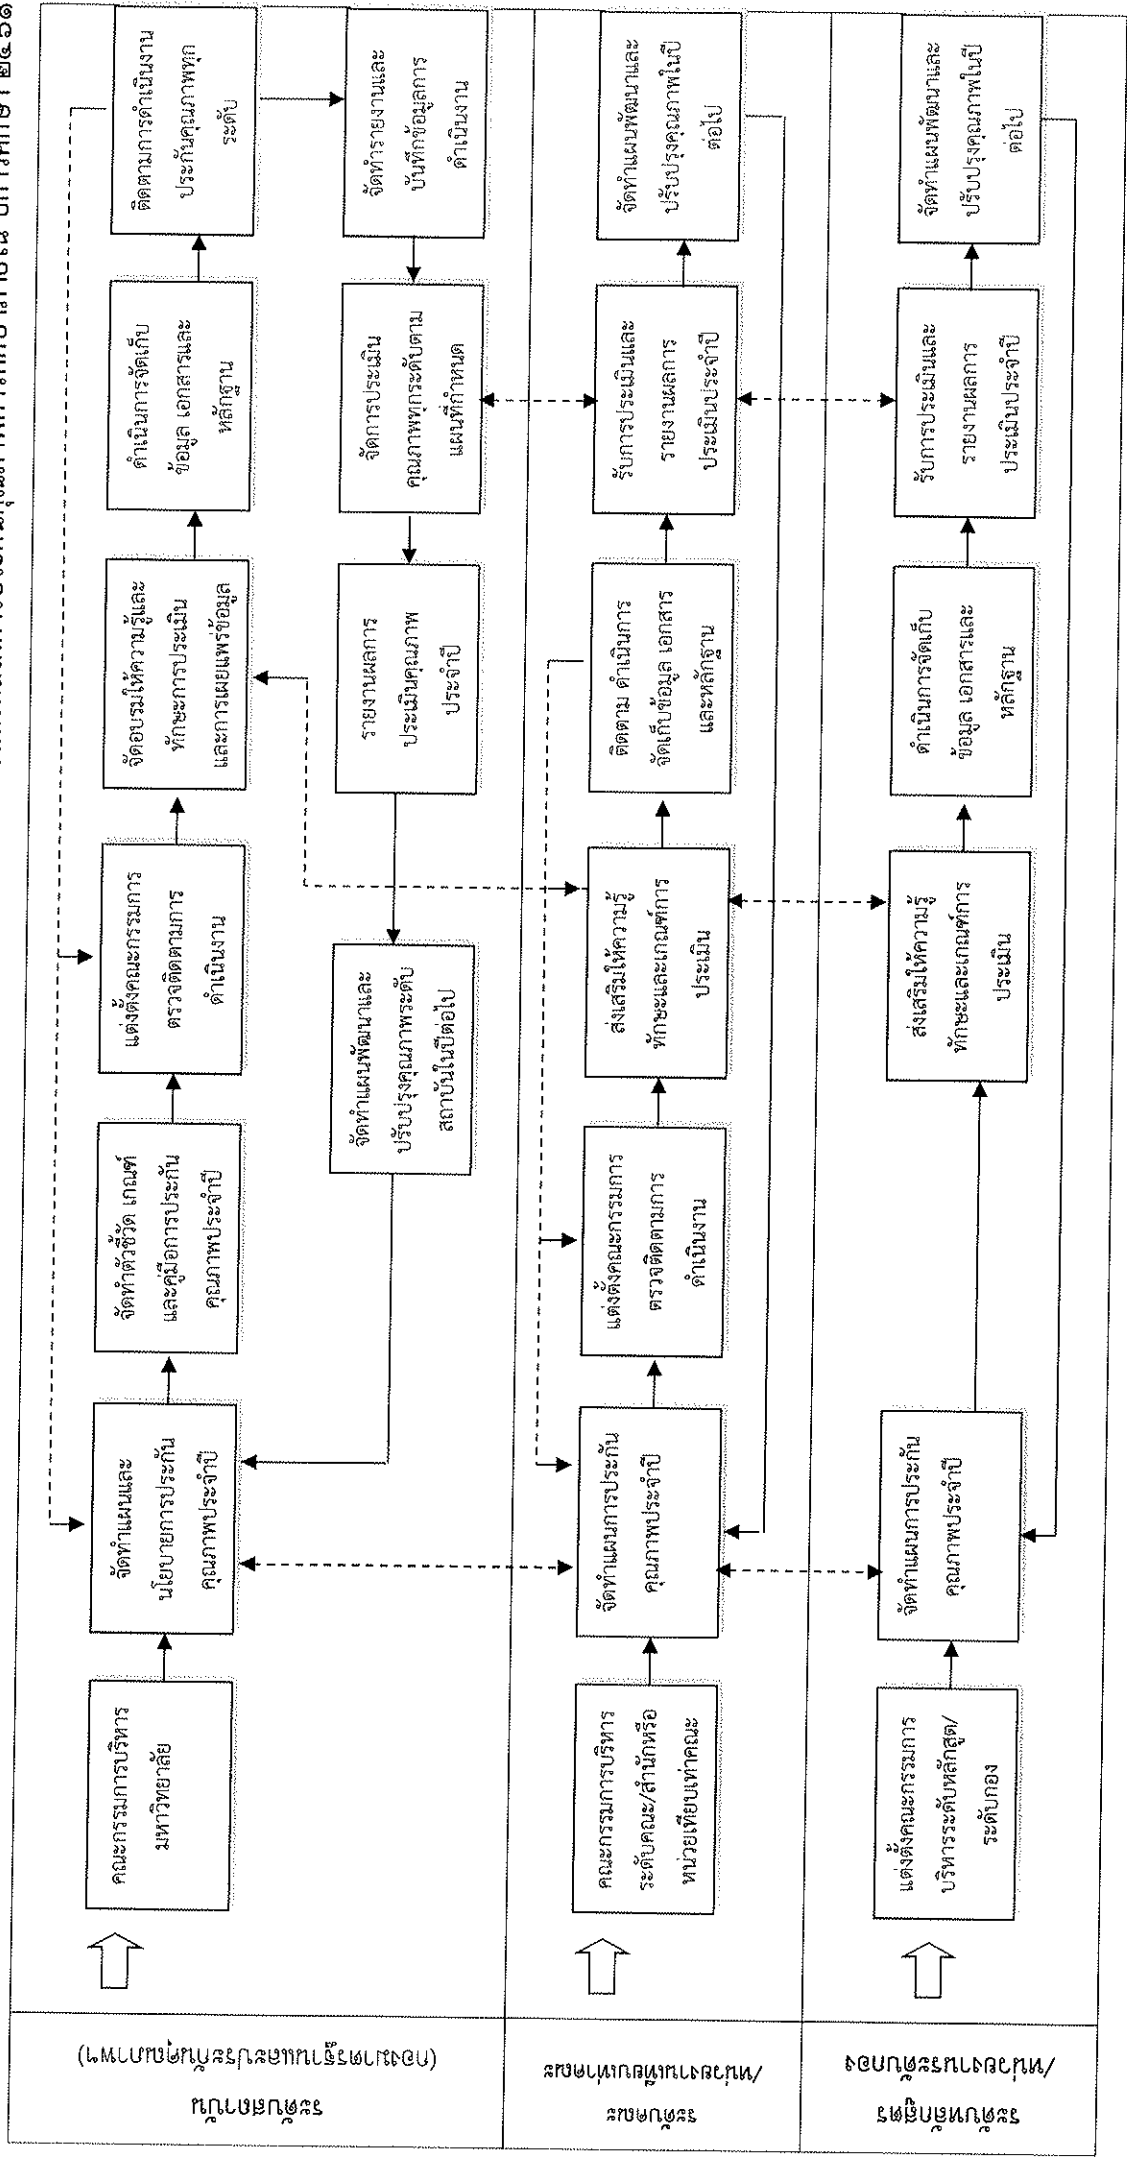 ระดับสถาบัน
(กองมาตรฐานและประกันคุณภาพฯ)
คณะกรรมการบริหาร
มหาวิทยาลัย
จัดทำแผนและ
นโยบายการประกัน
คุณภาพประจำปี
จัดทำตัวชี้วัด เกณฑ์
และคู่มือการประกัน
คุณภาพประจำปี
แต่งตั้งคณะกรรมการ
ตรวจติดตามการ
ดำเนินงาน
จัดอบรมให้ความรู้และ
ทักษะการประเมิน
และการเผยแพร่ข้อมูล
ดำเนินการจัดเก็บ
ข้อมูล เอกสารและ
หลักฐาน
ติดตามการดำเนินงาน
ประกันคุณภาพทุก
ระดับ
จัดทำรายงานและ
บันทึกข้อมูลการ
ดำเนินงาน
จัดการประเมิน
คุณภาพทุกระดับตาม
แผนที่กำหนด
รายงานผลการ
ประเมินคุณภาพ
ประจำปี
จัดทำแผนพัฒนาและ
ปรับปรุงคุณภาพระดับ
สถาบันในปีต่อไป
ระดับคณะ
/หน่วยงานเทียบเท่าคณะ
คณะกรรมการบริหาร
ระดับคณะ/สำนักหรือ
หน่วยเทียบเท่าคณะ
จัดทำแผนการประกัน
คุณภาพประจำปี
แต่งตั้งคณะกรรมการ
ตรวจติดตามการ
ดำเนินงาน
ส่งเสริมให้ความรู้
ทักษะและเกณฑ์การ
ประเมิน
ติดตาม ดำเนินการ
จัดเก็บข้อมูล เอกสาร
และหลักฐาน
รับการประเมินและ
รายงานผลการ
ประเมินประจำปี
จัดทำแผนพัฒนาและ
ปรับปรุงคุณภาพในปี
ต่อไป
ระดับหลักสูตร
/หน่วยงานระดับกอง
แต่งตั้งคณะกรรมการ
บริหารระดับหลักสูต/
ระดับกอง
จัดทำแผนการประกัน
คุณภาพประจำปี
ส่งเสริมให้ความรู้
ทักษะและเกณฑ์การ
ประเมิน
ดำเนินการจัดเก็บ
ข้อมูล เอกสารและ
หลักฐาน
รับการประเมินและ
รายงานผลการ
ประเมินประจำปี
จัดทำแผนพัฒนาและ
ปรับปรุงคุณภาพในปี
ต่อไป